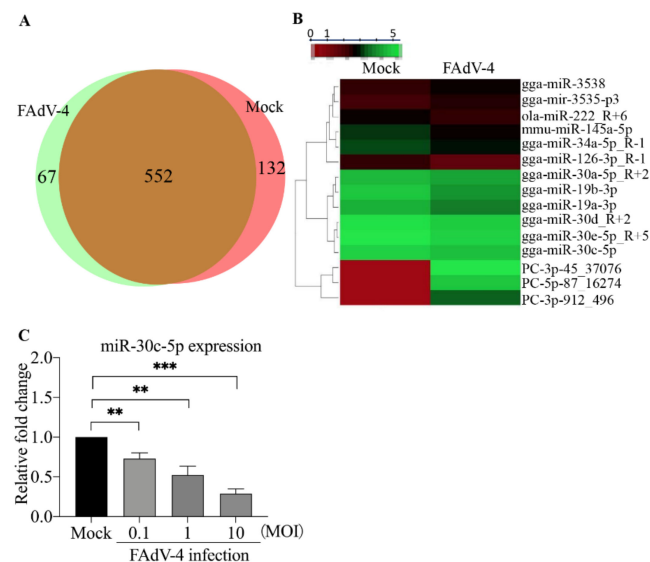 A
FAdV-4
Mock
67
552
132
B
0 1 5
Mock FAdV-4
gga-miR-3538
gga-mir-3535-p3
ola-miR-222_R+6
mmu-miR-145a-5p
gga-miR-34a-5p_R-1
gga-miR-126-3p_R-1
gga-miR-30a-5p_R+2
gga-miR-19b-3p
gga-miR-19a-3p
gga-miR-30d_R+2
gga-miR-30e-5p_R+5
gga-miR-30c-5p
PC-3p-45_37076
PC-5p-87_16274
PC-3p-912_496
C
miR-30c-5p expression
Relative fold change
2.0
1.5
1.0
0.5
0.0
***
**
**
Mock 0.1 1 10 (MOI)
FAdV-4 infection